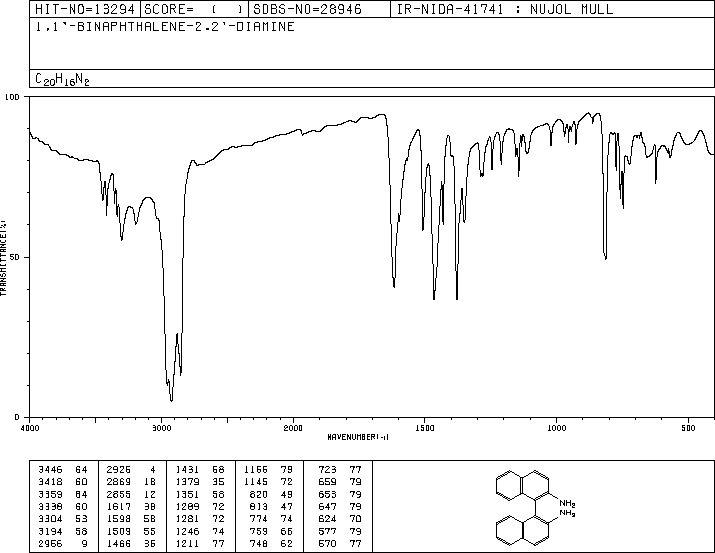 HIT-NO=13294 SCORE= ( ) SDBS-NO=28946 IR-NIDA-41741 : NUJOL MULL
1,1'-BINAPHTHALENE-2,2'-DIAMINE
C20H16N2
100
TRANSMITTANCE(%)
50
0
4000 3000 2000 1500 1000 500
WAVENUMBER(-1)
3446 64 2926 4 1431 68 1166 79 723 77
3418 60 2869 18 1379 35 1145 72 659 79
3359 64 2855 12 1351 58 820 49 653 79
3338 60 1617 38 1289 72 813 47 647 79
3304 53 1598 58 1281 72 774 74 624 70
3194 58 1509 55 1246 74 759 66 577 79
2956 9 1466 35 1211 77 748 62 570 77
NH2
NH2